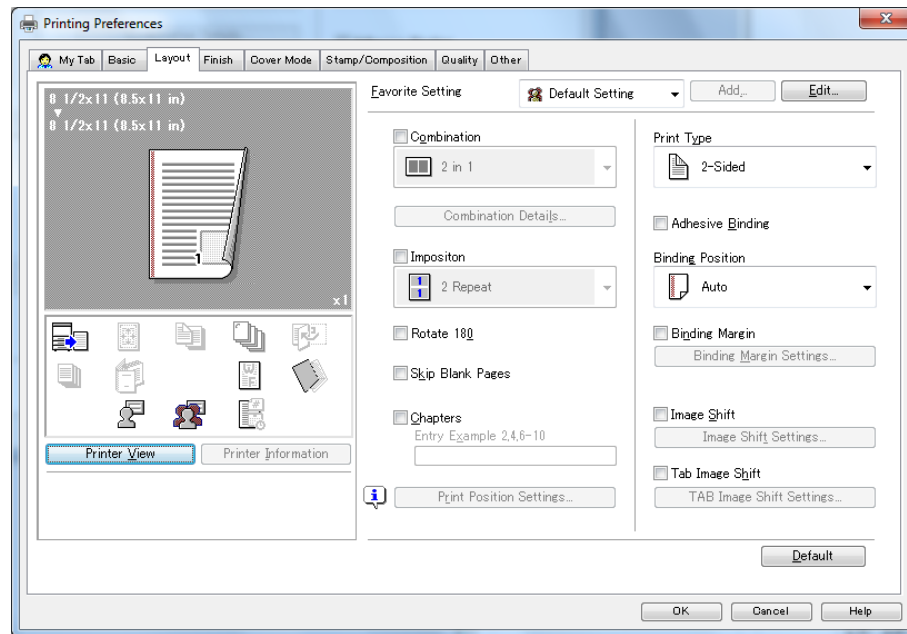 Printing Preferences
My Tab
Basic
Layout
Finish
Cover Mode
Stamp/Composition
Quality
Other
8 1/2x11 (8.5x11 in)
8 1/2x11 (8.5x11 in)
1
x1
Printer View
Printer Information
Favorite Setting
Default Setting
Add...
Edit...
Combination
2 in 1
Combination Details...
Impositon
1
1
2 Repeat
Rotate 180
Skip Blank Pages
Chapters
Entry Example 2,4,6-10
Print Position Settings...
Print Type
2-Sided
Adhesive Binding
Binding Position
Auto
Binding Margin
Binding Margin Settings...
Image Shift
Image Shift Settings...
Tab Image Shift
TAB Image Shift Settings...
Default
OK
Cancel
Help